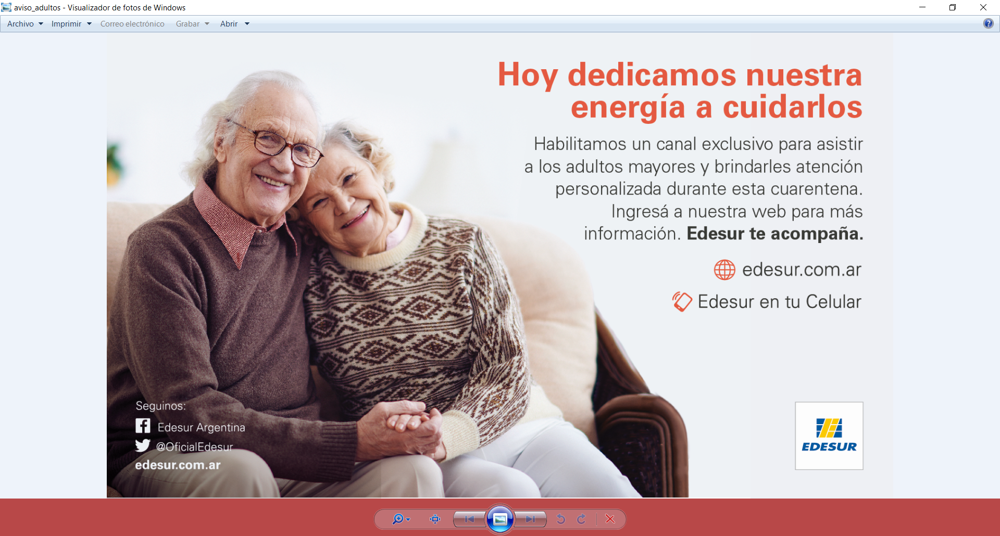 aviso_adultos - Visualizador de fotos de Windows
Archivo Imprimir Correo electrónico Grabar Abrir
Hoy dedicamos nuestra
energía a cuidarlos
Habilitamos un canal exclusivo para asistir
a los adultos mayores y brindarles atención
personalizada durante esta cuarentena.
Ingresá a nuestra web para más
información. Edesur te acompaña.
edesur.com.ar
Edesur en tu Celular
Seguinos:
Edesur Argentina
@OficialEdesur
edesur.com.ar
EDESUR